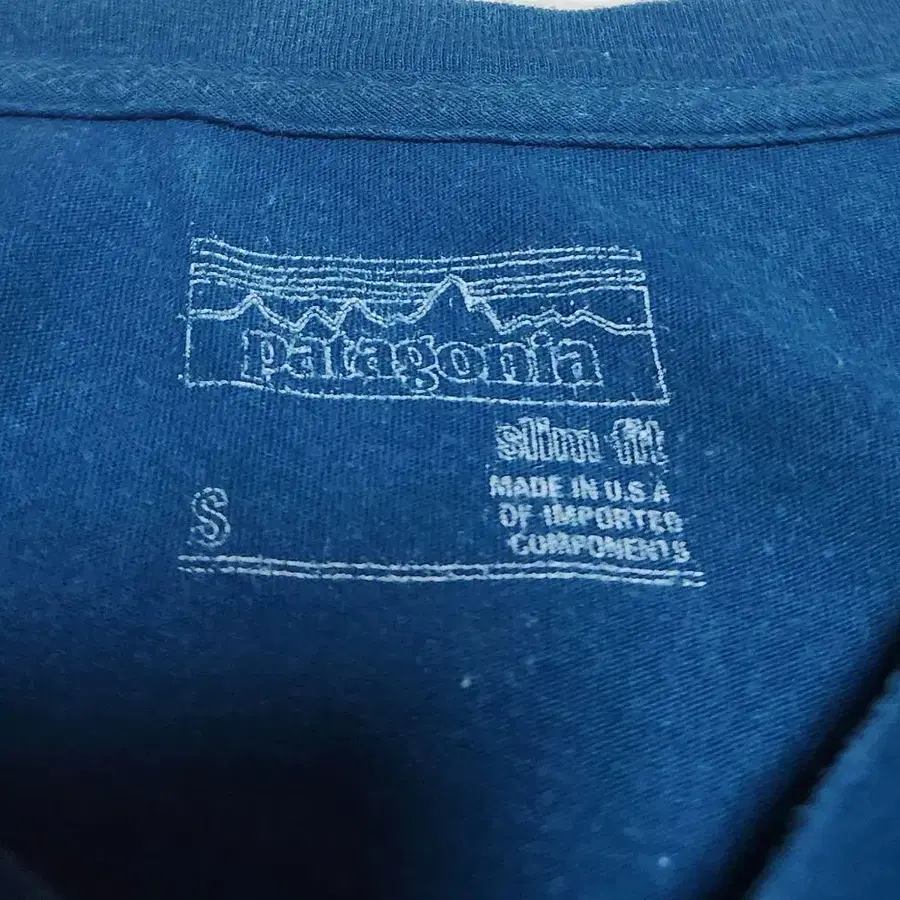 patagonia
slim fit
S
MADE IN U.S.A
OF IMPORTED
COMPONENTS